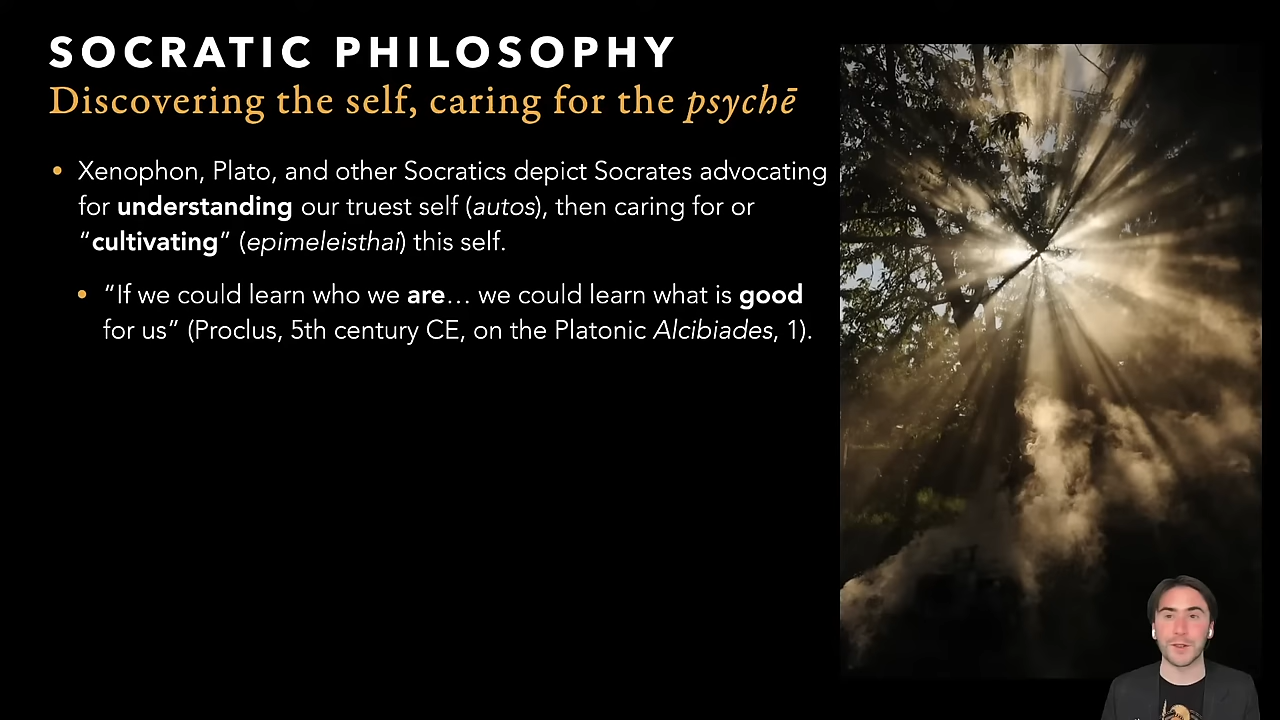 SOCRATIC PHILOSOPHY
Discovering the self, caring for the psychē
• Xenophon, Plato, and other Socratics depict Socrates advocating
for understanding our truest self (autos), then caring for or
“cultivating” (epimeleisthai) this self.
• “If we could learn who we are… we could learn what is good
for us” (Proclus, 5th century CE, on the Platonic Alcibiades, 1).